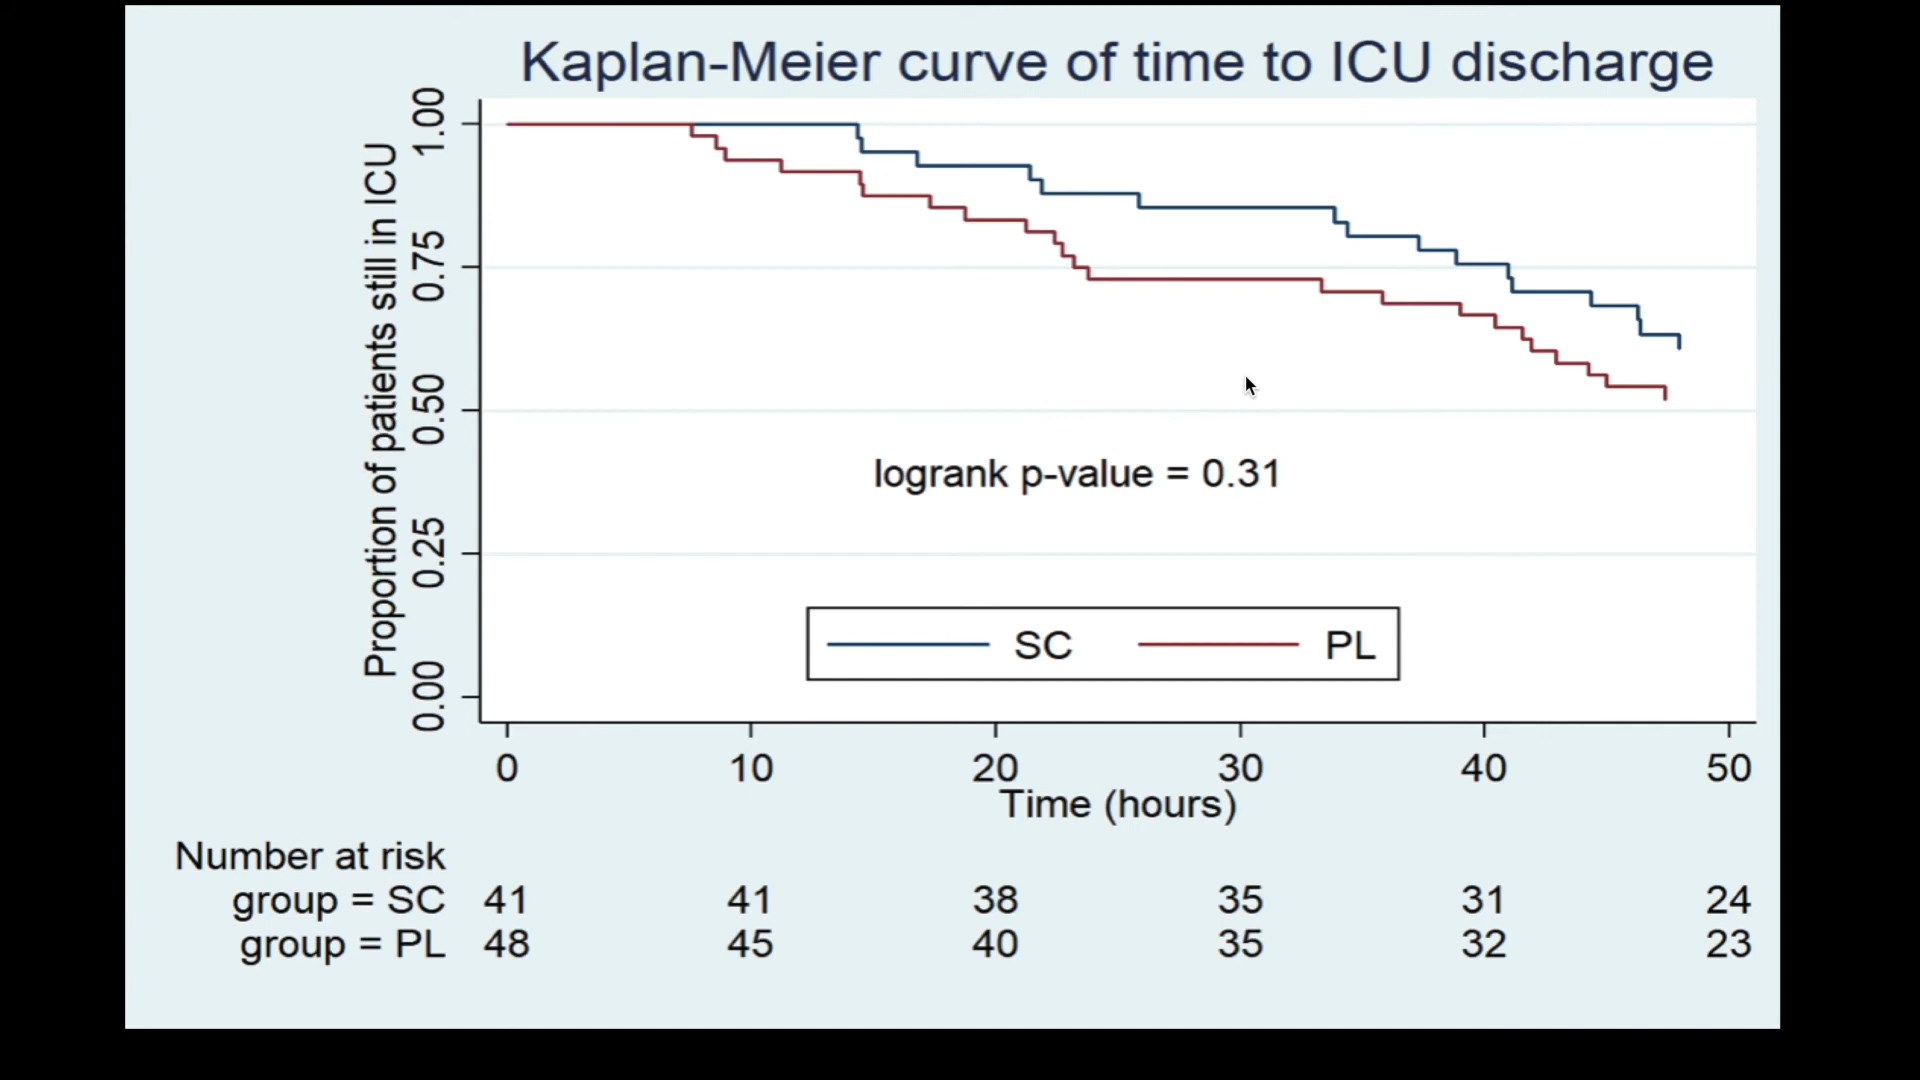 Kaplan-Meier curve of time to ICU discharge
Proportion of patients still in ICU
1.00
0.75
0.50
0.25
0.00
logrank p-value = 0.31
SC PL
0 10 20 30 40 50
Time (hours)
Number at risk
group = SC 41 41 38 35 31 24
group = PL 48 45 40 35 32 23